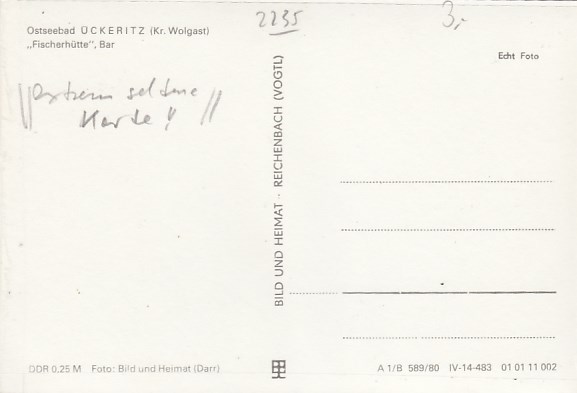 Ostseebad ÜCKERITZ (Kr. Wolgast)
„Fischerhütte", Bar
2235
3,-
Echt Foto
extrem seltene
Karte!
BILD UND HEIMAT · REICHENBACH (VOGTL)
DDR 0,25 M Foto: Bild und Heimat (Darr)
A 1/B 589/80 IV-14-483 01 01 11 002